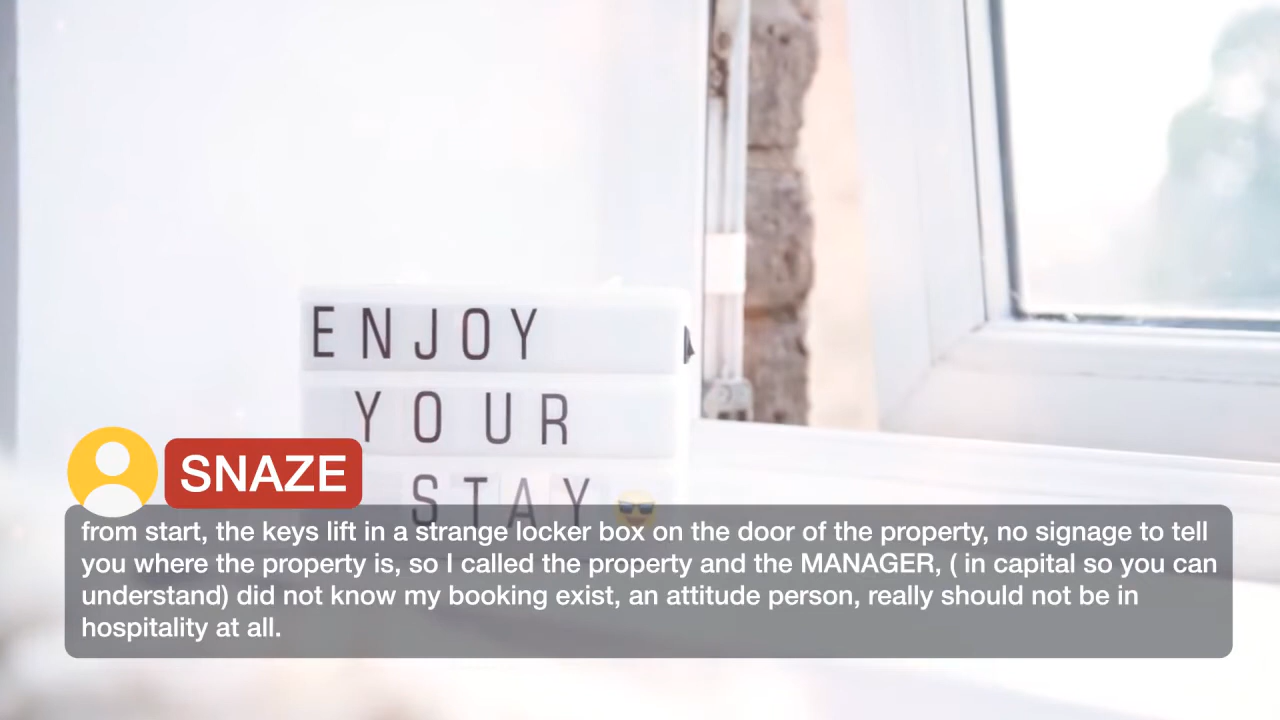 ENJOY
YOUR
STAY 😎
SNAZE
from start, the keys lift in a strange locker box on the door of the property, no signage to tell
you where the property is, so I called the property and the MANAGER, ( in capital so you can
understand) did not know my booking exist, an attitude person, really should not be in
hospitality at all.